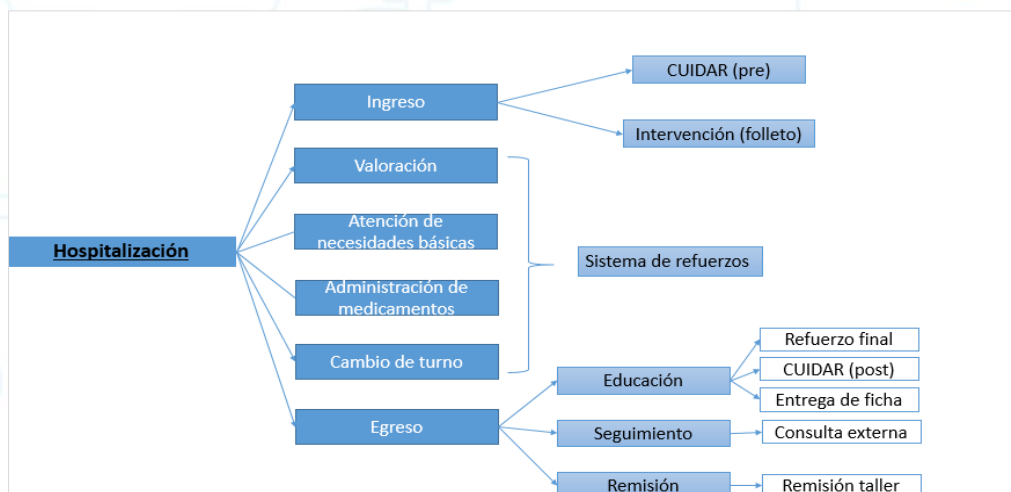 Hospitalización
Ingreso
CUIDAR (pre)
Intervención (folleto)
Valoración
Atención de
necesidades básicas
Administración de
medicamentos
Cambio de turno
Sistema de refuerzos
Egreso
Educación
Refuerzo final
CUIDAR (post)
Entrega de ficha
Seguimiento
Consulta externa
Remisión
Remisión taller